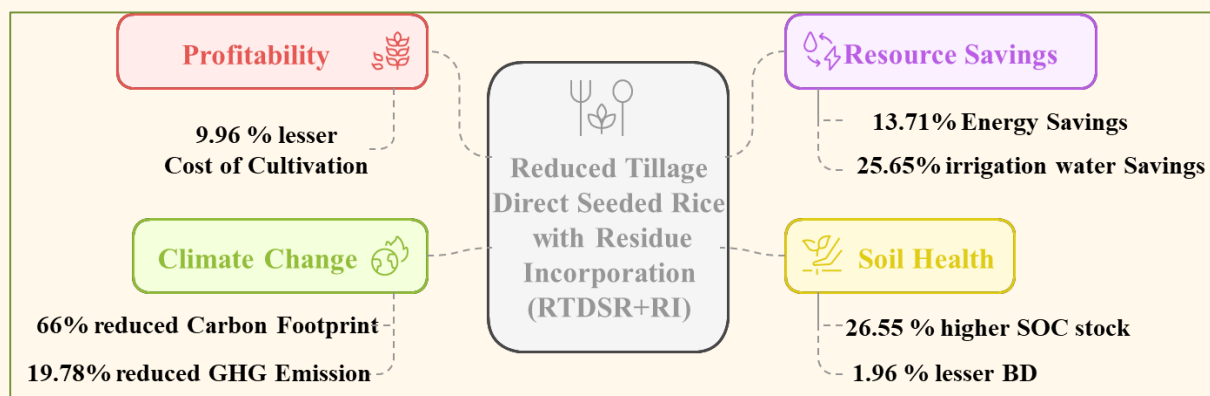 Profitability
9.96 % lesser
Cost of Cultivation
Climate Change
66% reduced Carbon Footprint
19.78% reduced GHG Emission
Reduced Tillage
Direct Seeded Rice
with Residue
Incorporation
(RTDSR+RI)
Resource Savings
13.71% Energy Savings
25.65% irrigation water Savings
Soil Health
26.55 % higher SOC stock
1.96 % lesser BD